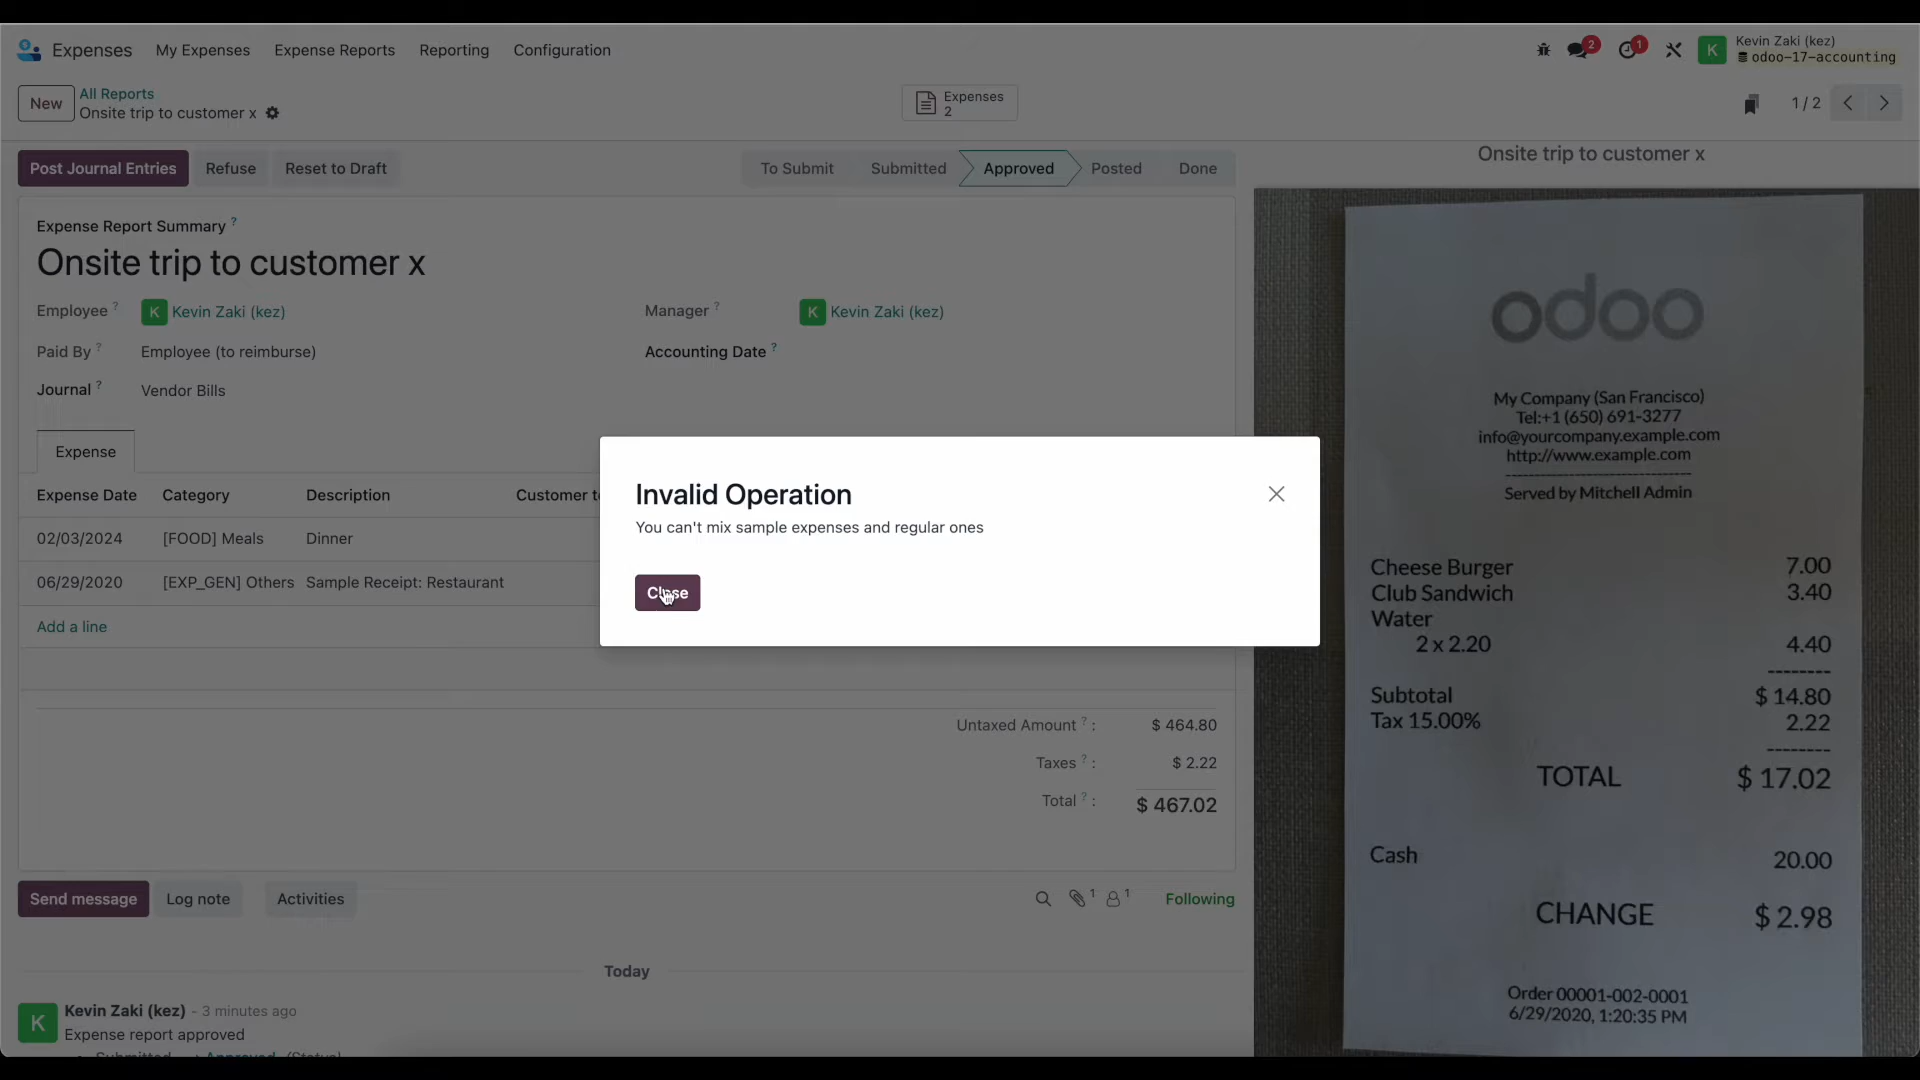 Expenses My Expenses Expense Reports Reporting Configuration
2 1 K Kevin Zaki (kez)
odoo-17-accounting
New All Reports
Onsite trip to customer x
Expenses
2
1 / 2
Post Journal Entries Refuse Reset to Draft
To Submit Submitted Approved Posted Done
Expense Report Summary ?
Onsite trip to customer x
Employee ? K Kevin Zaki (kez) Manager ? K Kevin Zaki (kez)
Paid By ? Employee (to reimburse) Accounting Date ?
Journal ? Vendor Bills
Expense
Expense Date Category Description Customer
02/03/2024 [FOOD] Meals Dinner
06/29/2020 [EXP_GEN] Others Sample Receipt: Restaurant
Add a line
Invalid Operation
You can't mix sample expenses and regular ones
Close
Untaxed Amount ? : $ 464.80
Taxes ? : $ 2.22
Total ? : $ 467.02
Send message Log note Activities 1 1 Following
Today
K Kevin Zaki (kez) - 3 minutes ago
Expense report approved
Submitted → Approved (Status)
Onsite trip to customer x
odoo
My Company (San Francisco)
Tel:+1 (650) 691-3277
info@yourcompany.example.com
http://www.example.com
Served by Mitchell Admin
Cheese Burger 7.00
Club Sandwich 3.40
Water
2 x 2.20 4.40
--------
Subtotal $ 14.80
Tax 15.00% 2.22
--------
TOTAL $ 17.02
Cash 20.00
CHANGE $ 2.98
Order 00001-002-0001
6/29/2020, 1:20:35 PM